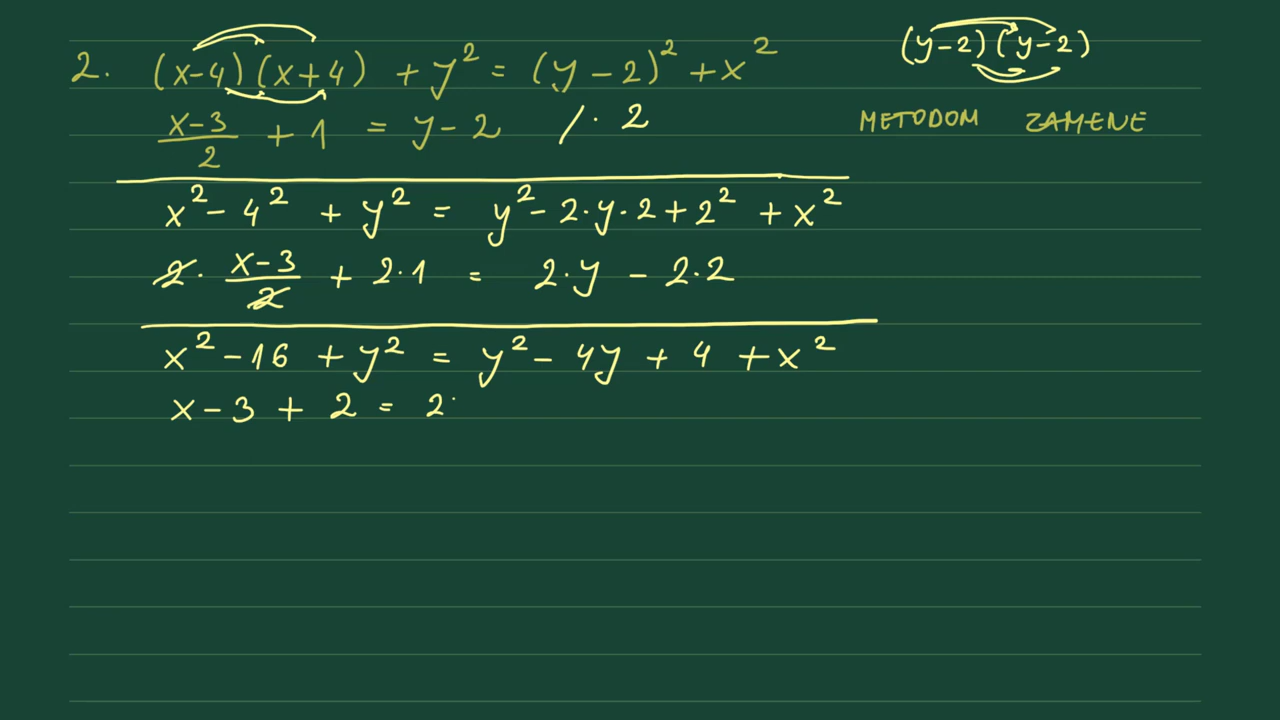 2. (x-4)(x+4) + y² = (y-2)² + x²
(y-2)(y-2)
x-3/2 + 1 = y-2 /·2
METODOM ZAMENE
x² - 4² + y² = y² - 2·y·2 + 2² + x²
2· x-3/2 + 2·1 = 2·y - 2·2
x² - 16 + y² = y² - 4y + 4 + x²
x - 3 + 2 = 2